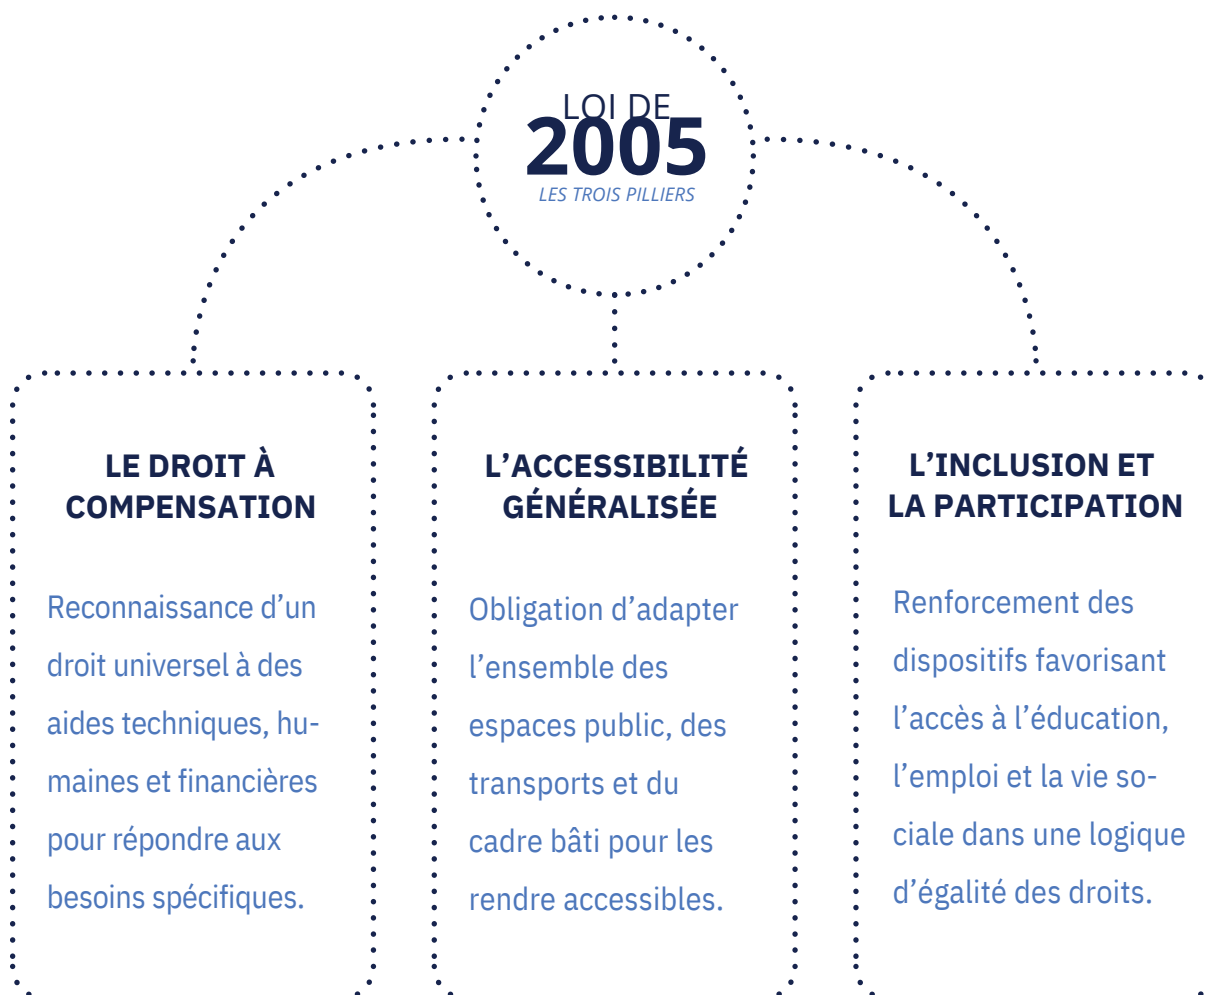 LOI DE
2005
LES TROIS PILLIERS
LE DROIT À
COMPENSATION
Reconnaissance d’un
droit universel à des
aides techniques, hu-
maines et financières
pour répondre aux
besoins spécifiques.
L’ACCESSIBILITÉ
GÉNÉRALISÉE
Obligation d’adapter
l’ensemble des
espaces public, des
transports et du
cadre bâti pour les
rendre accessibles.
L’INCLUSION ET
LA PARTICIPATION
Renforcement des
dispositifs favorisant
l’accès à l’éducation,
l’emploi et la vie so-
ciale dans une logique
d’égalité des droits.